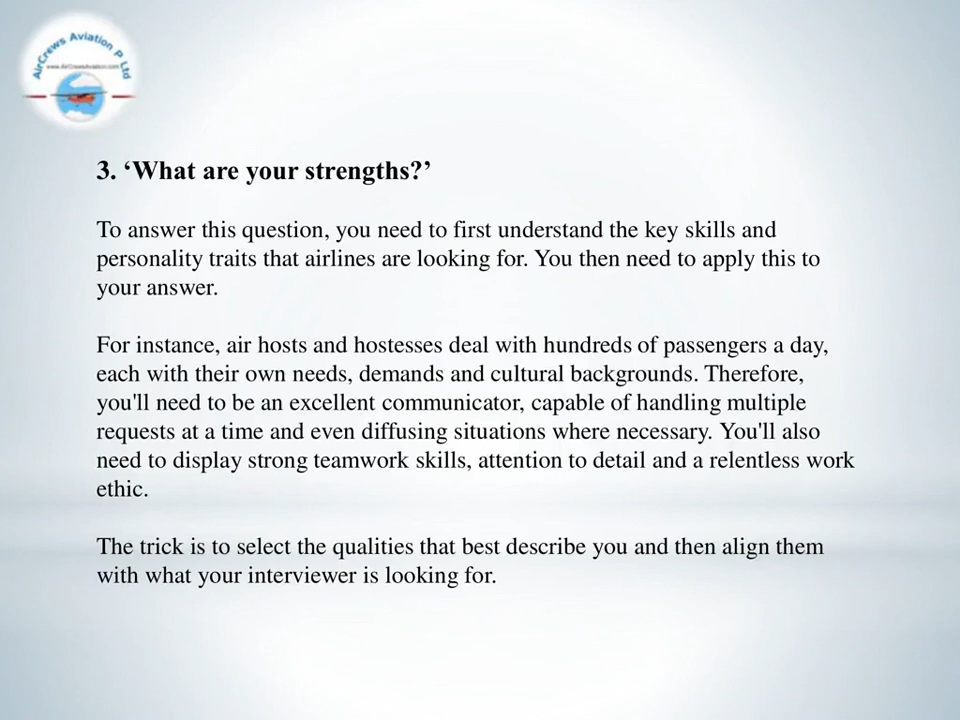 AirCrews Aviation P Ltd
www.AirCrewsAviation.com
3. ‘What are your strengths?’
To answer this question, you need to first understand the key skills and
personality traits that airlines are looking for. You then need to apply this to
your answer.
For instance, air hosts and hostesses deal with hundreds of passengers a day,
each with their own needs, demands and cultural backgrounds. Therefore,
you'll need to be an excellent communicator, capable of handling multiple
requests at a time and even diffusing situations where necessary. You'll also
need to display strong teamwork skills, attention to detail and a relentless work
ethic.
The trick is to select the qualities that best describe you and then align them
with what your interviewer is looking for.